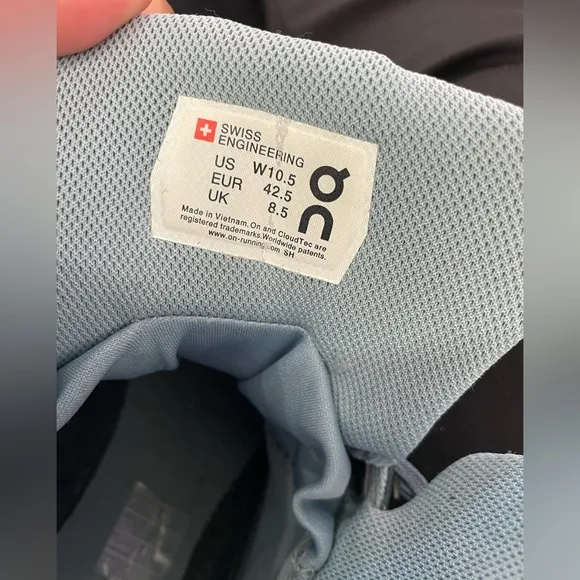 SWISS
ENGINEERING
US W10.5
EUR 42.5
UK 8.5
On
Made in Vietnam. On and CloudTec are
registered trademarks. Worldwide patents.
www.on-running.com SH